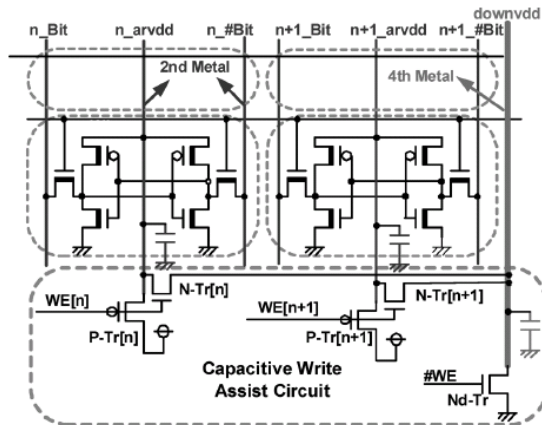 n_Bit n_arvdd n_#Bit n+1_Bit n+1_arvdd n+1_#Bit downvdd
2nd Metal 4th Metal
N-Tr[n] N-Tr[n+1]
WE[n] WE[n+1]
P-Tr[n] P-Tr[n+1]
Capacitive Write
Assist Circuit
#WE
Nd-Tr